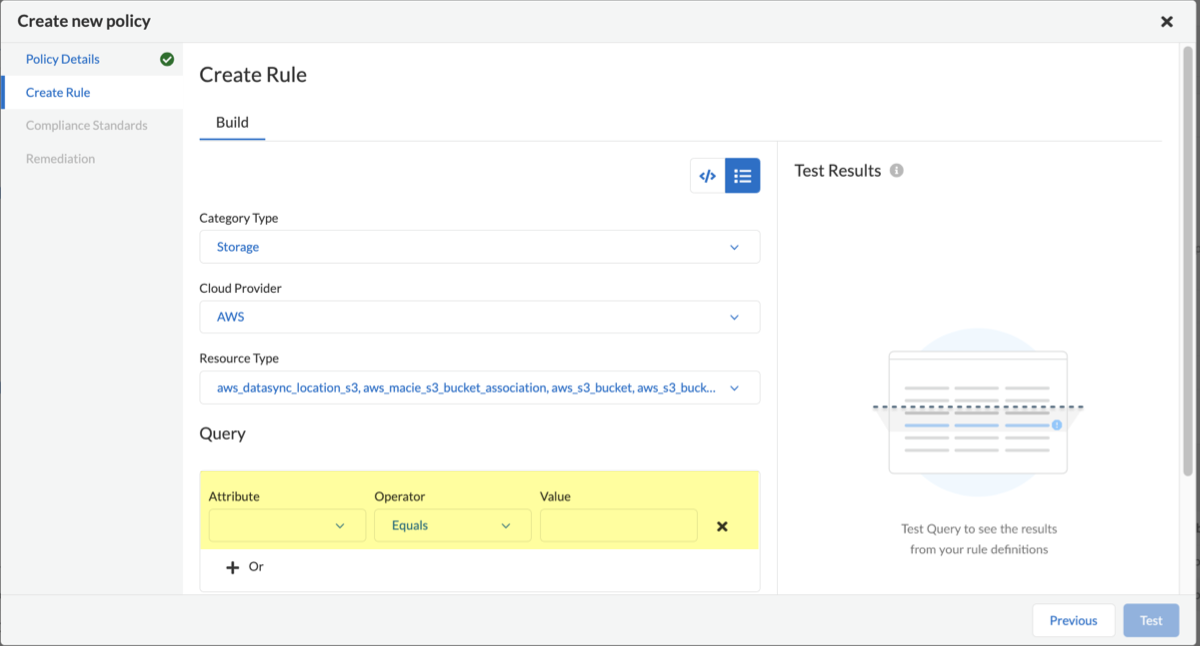 Create new policy
Policy Details
Create Rule
Compliance Standards
Remediation
Create Rule
Build
</>
Category Type
Storage
Cloud Provider
AWS
Resource Type
aws_datasync_location_s3, aws_macie_s3_bucket_association, aws_s3_bucket, aws_s3_buck...
Query
Attribute Operator Value
Equals
Or
Test Results
Test Query to see the results
from your rule definitions
Previous Test